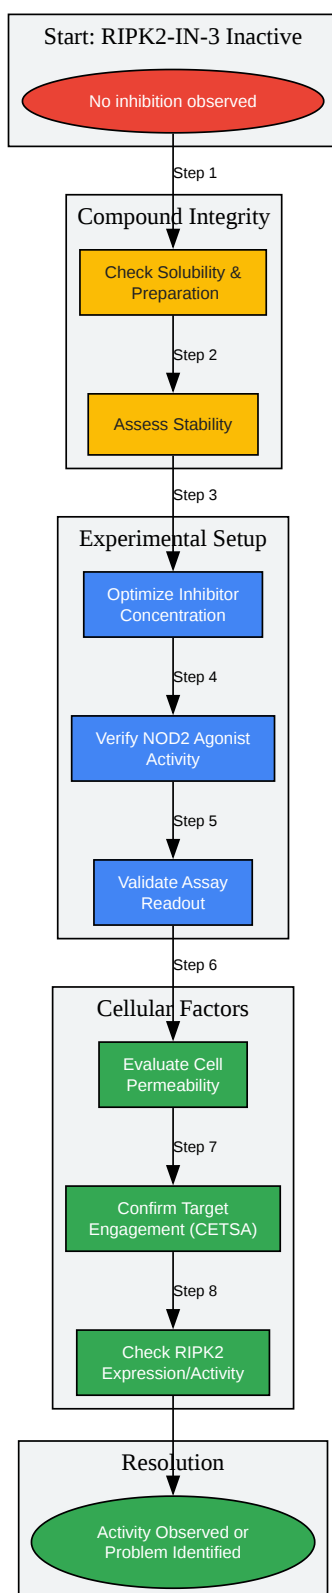 Start: RIPK2-IN-3 Inactive
No inhibition observed
Step 1
Compound Integrity
Check Solubility &
Preparation
Step 2
Assess Stability
Step 3
Experimental Setup
Optimize Inhibitor
Concentration
Step 4
Verify NOD2 Agonist
Activity
Step 5
Validate Assay
Readout
Step 6
Cellular Factors
Evaluate Cell
Permeability
Step 7
Confirm Target
Engagement (CETSA)
Step 8
Check RIPK2
Expression/Activity
Resolution
Activity Observed or
Problem Identified